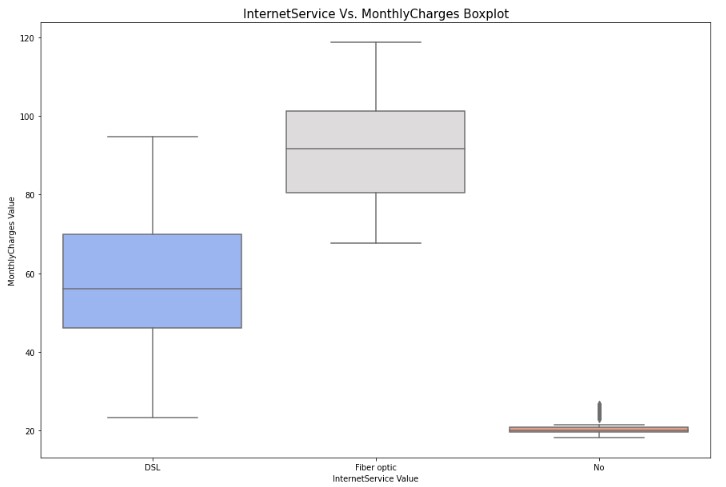 InternetService Vs. MonthlyCharges Boxplot
120
100
80
60
40
20
MonthlyCharges Value
DSL
Fiber optic
No
InternetService Value